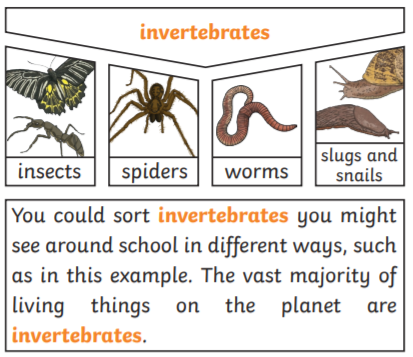 invertebrates
insects
spiders
worms
slugs and
snails
You could sort invertebrates you might
see around school in different ways, such
as in this example. The vast majority of
living things on the planet are
invertebrates.